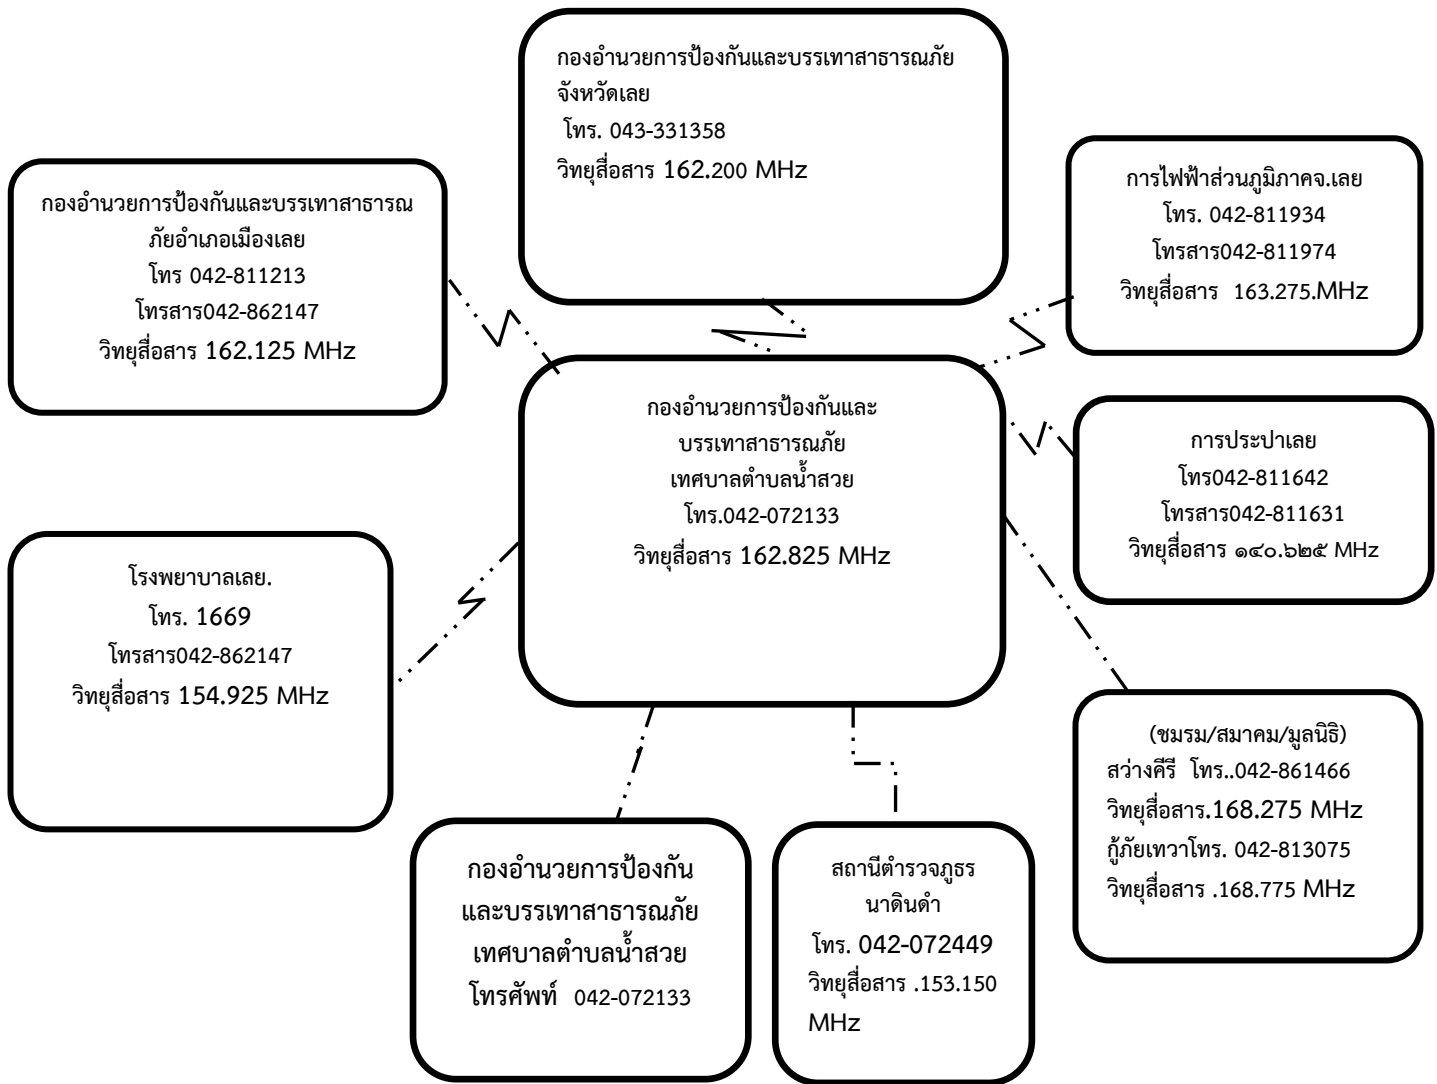 กองอำนวยการป้องกันและบรรเทาสาธารณภัย
จังหวัดเลย
โทร. 043-331358
วิทยุสื่อสาร 162.200 MHz
กองอำนวยการป้องกันและบรรเทาสาธารณ
ภัยอำเภอเมืองเลย
โทร 042-811213
โทรสาร042-862147
วิทยุสื่อสาร 162.125 MHz
การไฟฟ้าส่วนภูมิภาคจ.เลย
โทร. 042-811934
โทรสาร042-811974
วิทยุสื่อสาร 163.275.MHz
กองอำนวยการป้องกันและ
บรรเทาสาธารณภัย
เทศบาลตำบลน้ำสวย
โทร.042-072133
วิทยุสื่อสาร 162.825 MHz
การประปาเลย
โทร042-811642
โทรสาร042-811631
วิทยุสื่อสาร ๑๔๐.๖๒๕ MHz
โรงพยาบาลเลย.
โทร. 1669
โทรสาร042-862147
วิทยุสื่อสาร 154.925 MHz
(ชมรม/สมาคม/มูลนิธิ)
สว่างคีรี โทร..042-861466
วิทยุสื่อสาร.168.275 MHz
กู้ภัยเทวาโทร. 042-813075
วิทยุสื่อสาร .168.775 MHz
กองอำนวยการป้องกัน
และบรรเทาสาธารณภัย
เทศบาลตำบลน้ำสวย
โทรศัพท์ 042-072133
สถานีตำรวจภูธร
นาดินดำ
โทร. 042-072449
วิทยุสื่อสาร .153.150
MHz